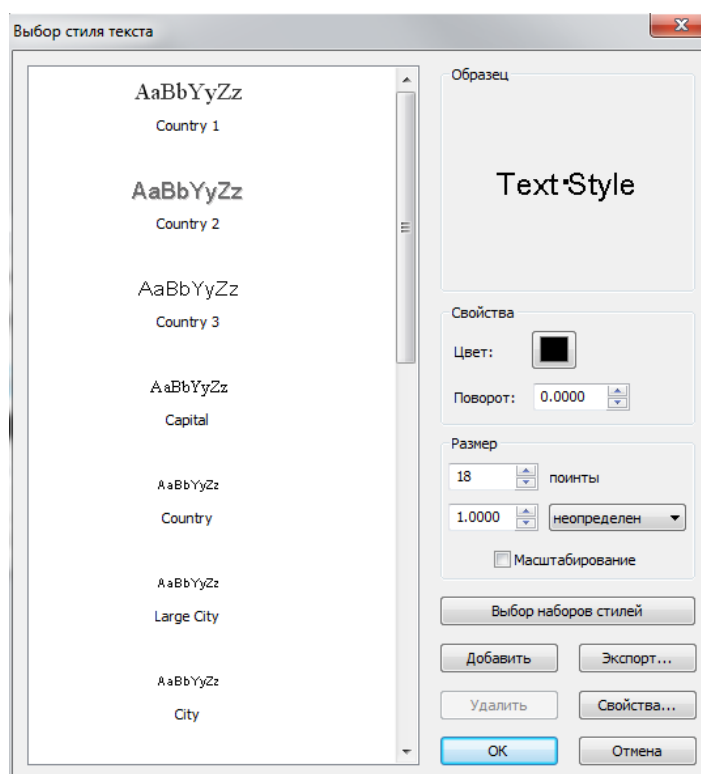 Выбор стиля текста
AaBbYyZz
Country 1
AaBbYyZz
Country 2
AaBbYyZz
Country 3
AaBbYyZz
Capital
AaBbYyZz
Country
AaBbYyZz
Large City
AaBbYyZz
City
Образец
Text Style
Свойства
Цвет:
Поворот: 0.0000
Размер
18 поинты
1.0000 неопределен
Масштабирование
Выбор наборов стилей
Добавить Экспорт...
Удалить Свойства...
OK Отмена